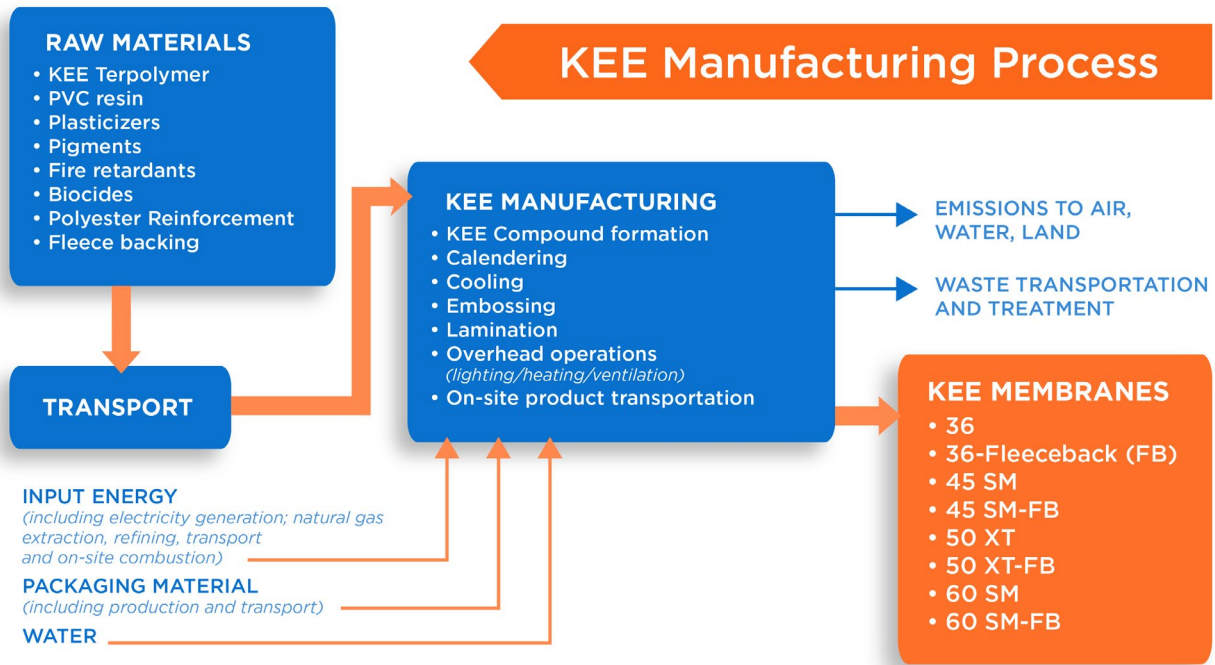 KEE Manufacturing Process
RAW MATERIALS
• KEE Terpolymer
• PVC resin
• Plasticizers
• Pigments
• Fire retardants
• Biocides
• Polyester Reinforcement
• Fleece backing
TRANSPORT
KEE MANUFACTURING
• KEE Compound formation
• Calendering
• Cooling
• Embossing
• Lamination
• Overhead operations
(lighting/heating/ventilation)
• On-site product transportation
EMISSIONS TO AIR,
WATER, LAND
WASTE TRANSPORTATION
AND TREATMENT
INPUT ENERGY
(including electricity generation; natural gas
extraction, refining, transport
and on-site combustion)
PACKAGING MATERIAL
(including production and transport)
WATER
KEE MEMBRANES
• 36
• 36-Fleeceback (FB)
• 45 SM
• 45 SM-FB
• 50 XT
• 50 XT-FB
• 60 SM
• 60 SM-FB